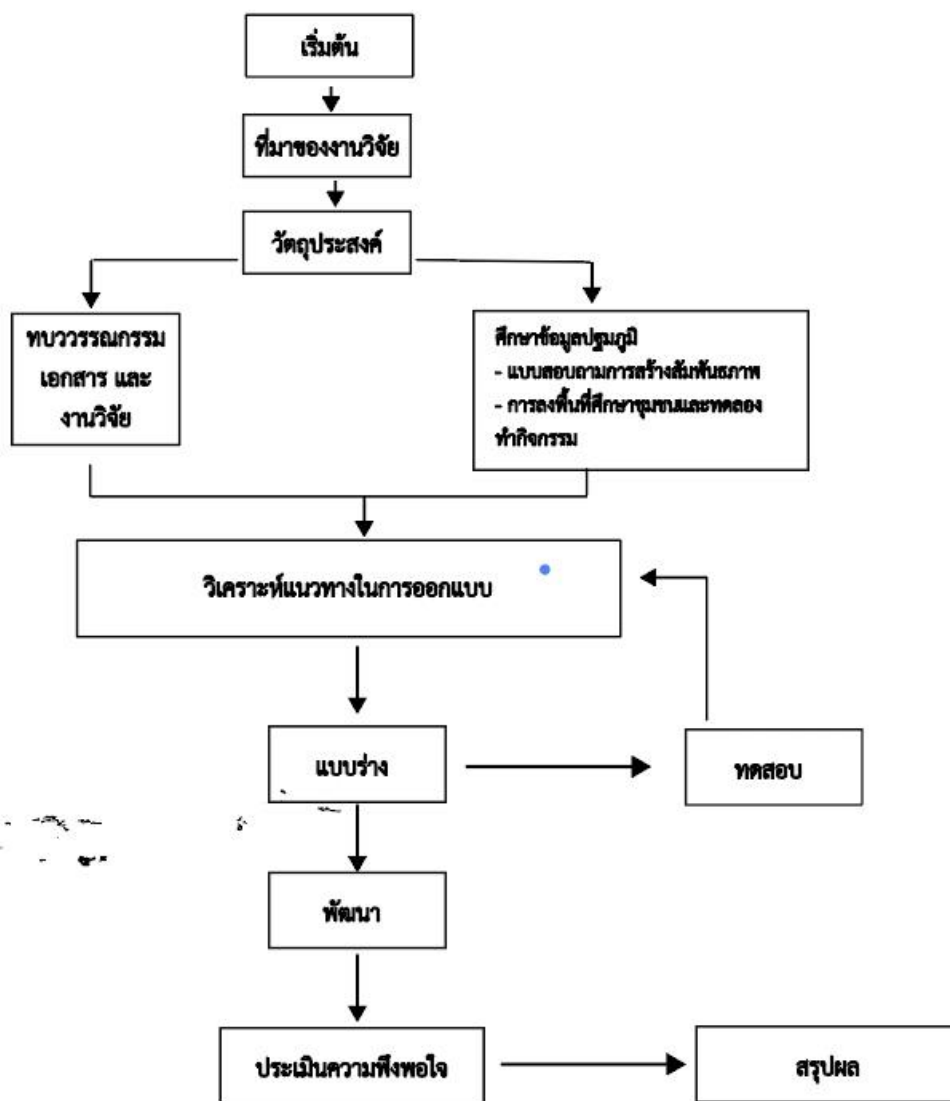 เริ่มต้น
ที่มาของงานวิจัย
วัตถุประสงค์
ทบวรรณกรรม
เอกสาร และ
งานวิจัย
ศึกษาข้อมูลปฐมภูมิ
- แบบสอบถามการสร้างสัมพันธภาพ
- การลงพื้นที่ศึกษาชุมชนและทดลอง
ทำกิจกรรม
วิเคราะห์แนวทางในการออกแบบ
แบบร่าง
ทดสอบ
พัฒนา
ประเมินความพึงพอใจ
สรุปผล